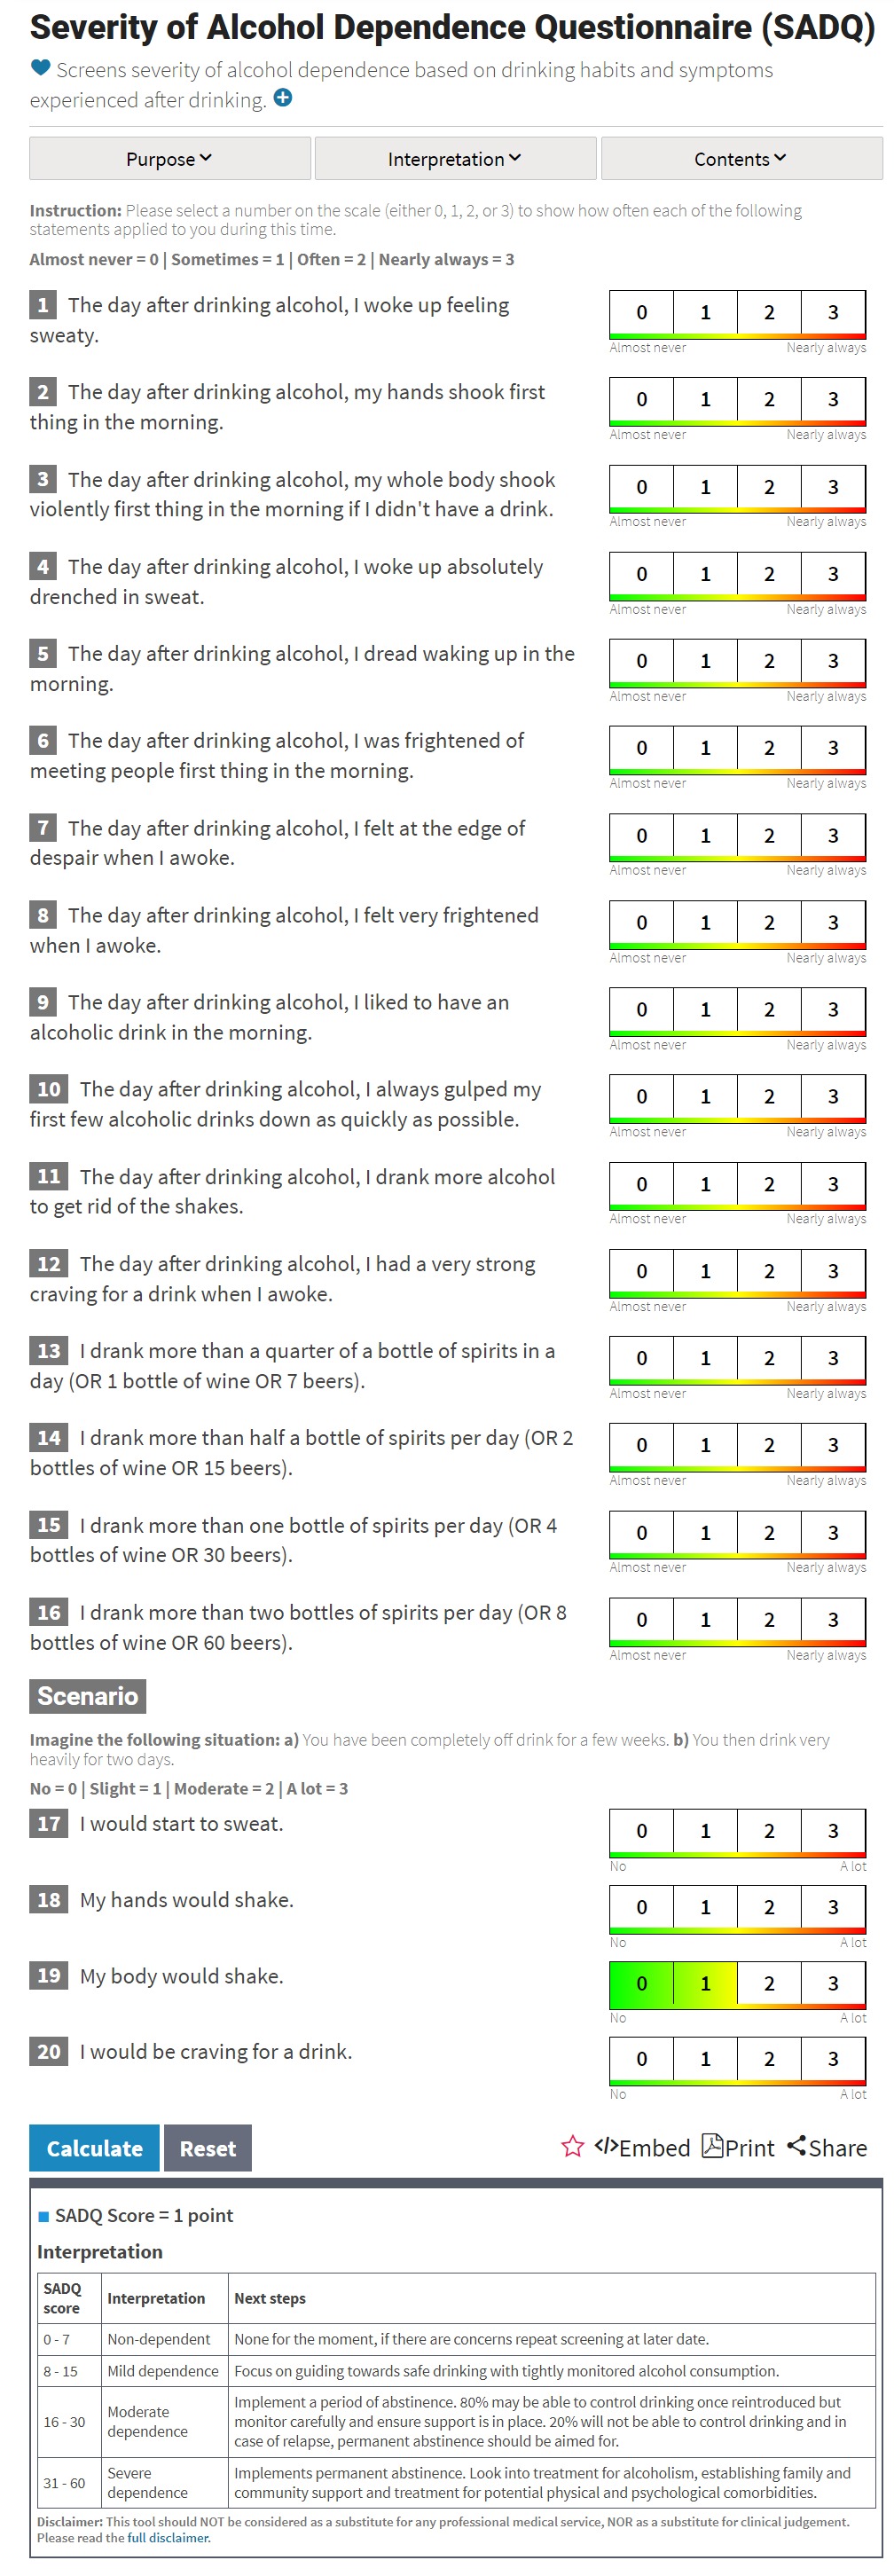 Severity of Alcohol Dependence Questionnaire (SADQ)
Screens severity of alcohol dependence based on drinking habits and symptoms
experienced after drinking.
Purpose
Interpretation
Contents
Instruction: Please select a number on the scale (either 0, 1, 2, or 3) to show how often each of the following
statements applied to you during this time.
Almost never = 0 | Sometimes = 1 | Often = 2 | Nearly always = 3
1 The day after drinking alcohol, I woke up feeling
sweaty.
0 1 2 3
Almost never Nearly always
2 The day after drinking alcohol, my hands shook first
thing in the morning.
0 1 2 3
Almost never Nearly always
3 The day after drinking alcohol, my whole body shook
violently first thing in the morning if I didn't have a drink.
0 1 2 3
Almost never Nearly always
4 The day after drinking alcohol, I woke up absolutely
drenched in sweat.
0 1 2 3
Almost never Nearly always
5 The day after drinking alcohol, I dread waking up in the
morning.
0 1 2 3
Almost never Nearly always
6 The day after drinking alcohol, I was frightened of
meeting people first thing in the morning.
0 1 2 3
Almost never Nearly always
7 The day after drinking alcohol, I felt at the edge of
despair when I awoke.
0 1 2 3
Almost never Nearly always
8 The day after drinking alcohol, I felt very frightened
when I awoke.
0 1 2 3
Almost never Nearly always
9 The day after drinking alcohol, I liked to have an
alcoholic drink in the morning.
0 1 2 3
Almost never Nearly always
10 The day after drinking alcohol, I always gulped my
first few alcoholic drinks down as quickly as possible.
0 1 2 3
Almost never Nearly always
11 The day after drinking alcohol, I drank more alcohol
to get rid of the shakes.
0 1 2 3
Almost never Nearly always
12 The day after drinking alcohol, I had a very strong
craving for a drink when I awoke.
0 1 2 3
Almost never Nearly always
13 I drank more than a quarter of a bottle of spirits in a
day (OR 1 bottle of wine OR 7 beers).
0 1 2 3
Almost never Nearly always
14 I drank more than half a bottle of spirits per day (OR 2
bottles of wine OR 15 beers).
0 1 2 3
Almost never Nearly always
15 I drank more than one bottle of spirits per day (OR 4
bottles of wine OR 30 beers).
0 1 2 3
Almost never Nearly always
16 I drank more than two bottles of spirits per day (OR 8
bottles of wine OR 60 beers).
0 1 2 3
Almost never Nearly always
Scenario
Imagine the following situation: a) You have been completely off drink for a few weeks. b) You then drink very
heavily for two days.
No = 0 | Slight = 1 | Moderate = 2 | A lot = 3
17 I would start to sweat.
0 1 2 3
No A lot
18 My hands would shake.
0 1 2 3
No A lot
19 My body would shake.
0 1 2 3
No A lot
20 I would be craving for a drink.
0 1 2 3
No A lot
Calculate Reset </>Embed Print Share
SADQ Score = 1 point
Interpretation
SADQ
score
Interpretation
Next steps
0 - 7
Non-dependent
None for the moment, if there are concerns repeat screening at later date.
8 - 15
Mild dependence
Focus on guiding towards safe drinking with tightly monitored alcohol consumption.
16 - 30
Moderate
dependence
Implement a period of abstinence. 80% may be able to control drinking once reintroduced but
monitor carefully and ensure support is in place. 20% will not be able to control drinking and in
case of relapse, permanent abstinence should be aimed for.
31 - 60
Severe
dependence
Implements permanent abstinence. Look into treatment for alcoholism, establishing family and
community support and treatment for potential physical and psychological comorbidities.
Disclaimer: This tool should NOT be considered as a substitute for any professional medical service, NOR as a substitute for clinical judgement.
Please read the full disclaimer.